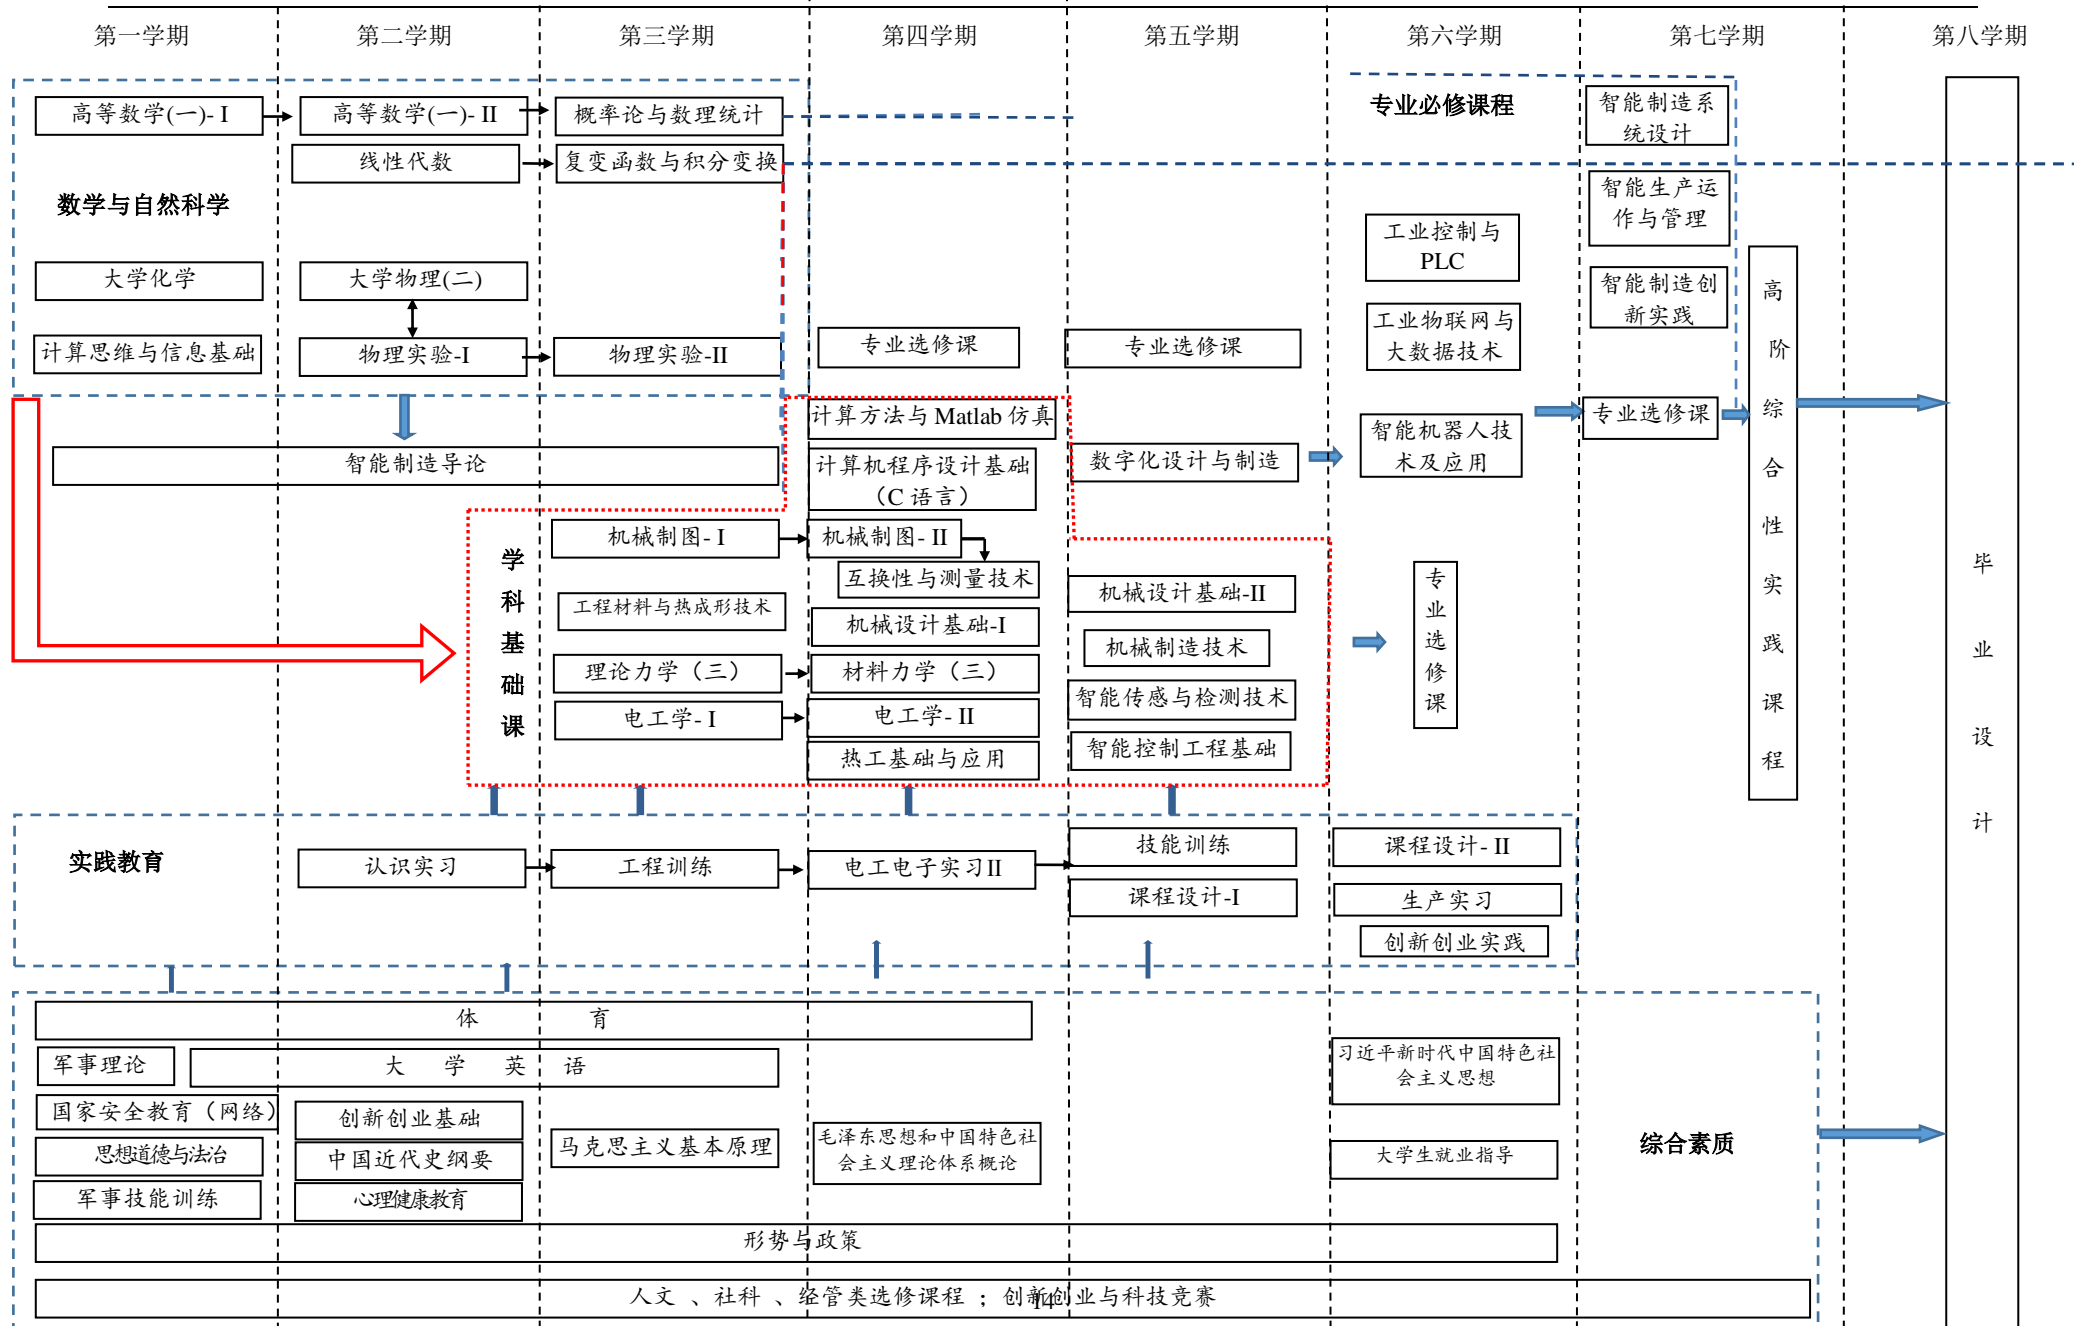 第一学期
第二学期
第三学期
第四学期
第五学期
第六学期
第七学期
第八学期
高等数学(一)- I
高等数学(一)- II
概率论与数理统计
专业必修课程
智能制造系
统设计
线性代数
复变函数与积分变换
数学与自然科学
智能生产运
作与管理
工业控制与
PLC
大学化学
大学物理(二)
智能制造创
新实践
计算思维与信息基础
物理实验-I
物理实验-II
专业选修课
专业选修课
工业物联网与
大数据技术
计算方法与 Matlab 仿真
专业选修课
智能制造导论
计算机程序设计基础
（C 语言）
数字化设计与制造
智能机器人技
术及应用
高阶综合性实践课程
毕业设计
学科基础课
机械制图- I
机械制图- II
互换性与测量技术
工程材料与热成形技术
机械设计基础-I
机械设计基础-II
机械制造技术
专业选修课
理论力学（三）
材料力学（三）
智能传感与检测技术
电工学- I
电工学- II
热工基础与应用
智能控制工程基础
实践教育
认识实习
工程训练
电工电子实习II
技能训练
课程设计-I
课程设计- II
生产实习
创新创业实践
体 育
军事理论
大 学 英 语
习近平新时代中国特色社
会主义思想
国家安全教育（网络）
创新创业基础
思想道德与法治
中国近代史纲要
马克思主义基本原理
毛泽东思想和中国特色社
会主义理论体系概论
大学生就业指导
综合素质
军事技能训练
心理健康教育
形势与政策
人文 、社科 、经管类选修课程 ；创新创业与科技竞赛
14